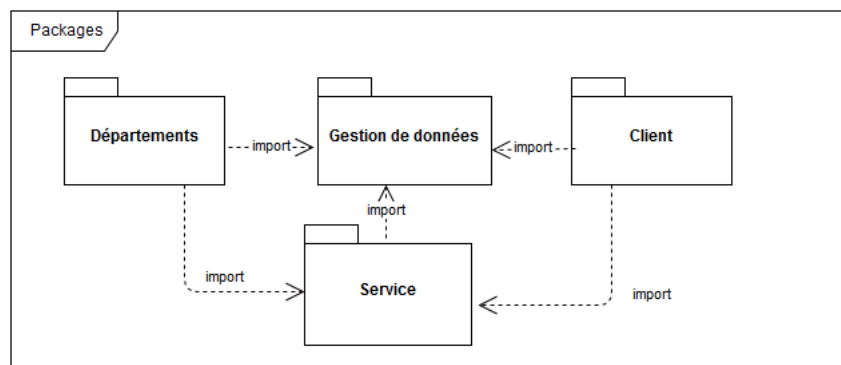 Packages
Départements
Gestion de données
Client
import
import
import
Service
import
import